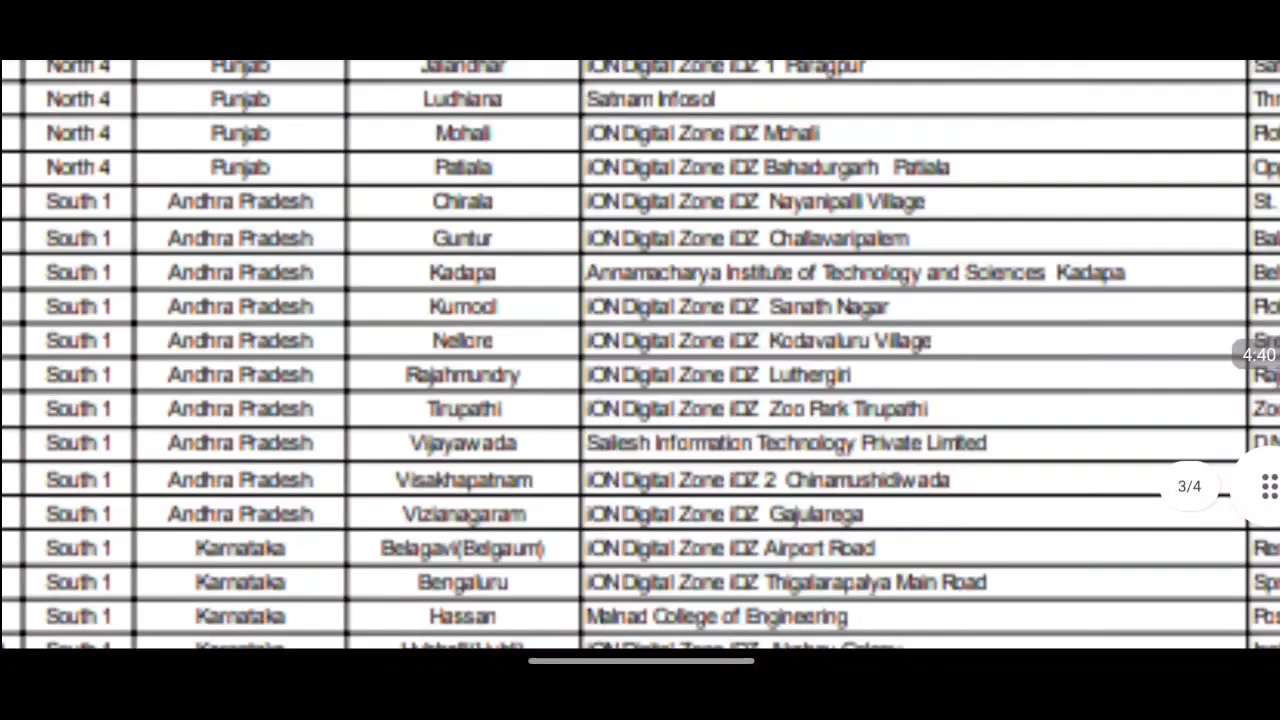 North 4 Punjab Jalandhar iON Digital Zone iDZ 1 Paragpur
North 4 Punjab Ludhiana Satnam Infosol
North 4 Punjab Mohali iON Digital Zone iDZ Mohali
North 4 Punjab Patiala iON Digital Zone iDZ Bahadurgarh Patiala
South 1 Andhra Pradesh Chirala iON Digital Zone iDZ Nayanipalli Village St.
South 1 Andhra Pradesh Guntur iON Digital Zone iDZ Challavaripalem
South 1 Andhra Pradesh Kadapa Annamacharya Institute of Technology and Sciences Kadapa
South 1 Andhra Pradesh Kurnool iON Digital Zone iDZ Sanath Nagar
South 1 Andhra Pradesh Nellore iON Digital Zone iDZ Kodavaluru Village
4:40
South 1 Andhra Pradesh Rajahmundry iON Digital Zone iDZ Luthergiri
South 1 Andhra Pradesh Tirupathi iON Digital Zone iDZ Zoo Park Tirupathi
South 1 Andhra Pradesh Vijayawada Sailesh Information Technology Private Limited
South 1 Andhra Pradesh Visakhapatnam iON Digital Zone iDZ 2 Chinamushidiwada
3/4
South 1 Andhra Pradesh Vizianagaram iON Digital Zone iDZ Gajularega
South 1 Karnataka Belagavi(Belgaum) iON Digital Zone iDZ Airport Road
South 1 Karnataka Bengaluru iON Digital Zone iDZ Thigalarapalya Main Road
South 1 Karnataka Hassan Malnad College of Engineering
South 1 Karnataka iON Digital Zone iDZ